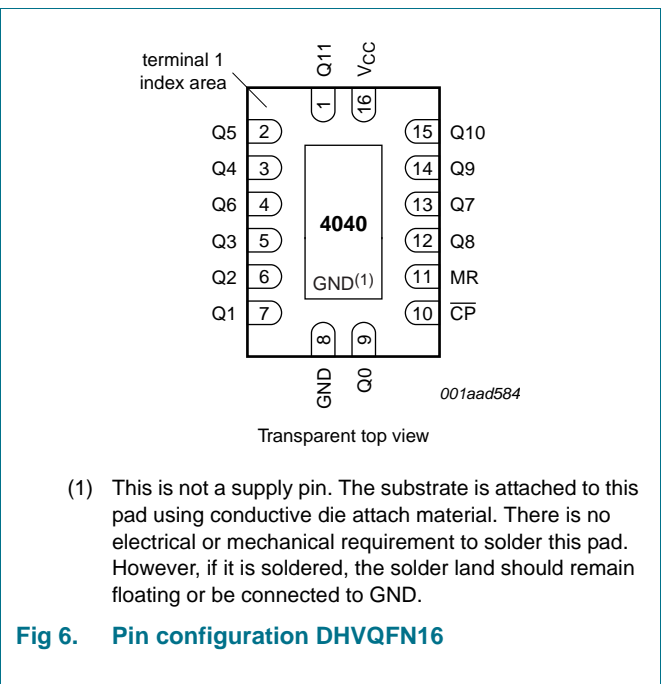 terminal 1
index area
Q11
VCC
1
16
Q5 2 15 Q10
Q4 3 14 Q9
Q6 4 13 Q7
4040
Q3 5 12 Q8
Q2 6 11 MR
GND(1)
Q1 7 10 CP
8
9
GND
Q0
001aad584
Transparent top view
(1) This is not a supply pin. The substrate is attached to this
pad using conductive die attach material. There is no
electrical or mechanical requirement to solder this pad.
However, if it is soldered, the solder land should remain
floating or be connected to GND.
Fig 6. Pin configuration DHVQFN16